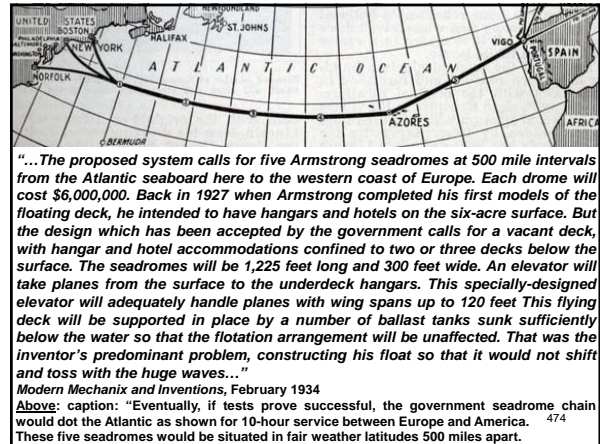 NEWFOUNDLAND
UNITED STATES
BOSTON
ST. JOHNS
HALIFAX
PHILADELPHIA
NEW YORK
VIGO
SPAIN
PORTUGAL
NORFOLK
ATLANTIC OCEAN
AZORES
AFRICA
BERMUDA
“…The proposed system calls for five Armstrong seadromes at 500 mile intervals
from the Atlantic seaboard here to the western coast of Europe. Each drome will
cost $6,000,000. Back in 1927 when Armstrong completed his first models of the
floating deck, he intended to have hangars and hotels on the six-acre surface. But
the design which has been accepted by the government calls for a vacant deck,
with hangar and hotel accommodations confined to two or three decks below the
surface. The seadromes will be 1,225 feet long and 300 feet wide. An elevator will
take planes from the surface to the underdeck hangars. This specially-designed
elevator will adequately handle planes with wing spans up to 120 feet This flying
deck will be supported in place by a number of ballast tanks sunk sufficiently
below the water so that the flotation arrangement will be unaffected. That was the
inventor’s predominant problem, constructing his float so that it would not shift
and toss with the huge waves…”
Modern Mechanix and Inventions, February 1934
Above: caption: “Eventually, if tests prove successful, the government seadrome chain
would dot the Atlantic as shown for 10-hour service between Europe and America.
These five seadromes would be situated in fair weather latitudes 500 miles apart.
474